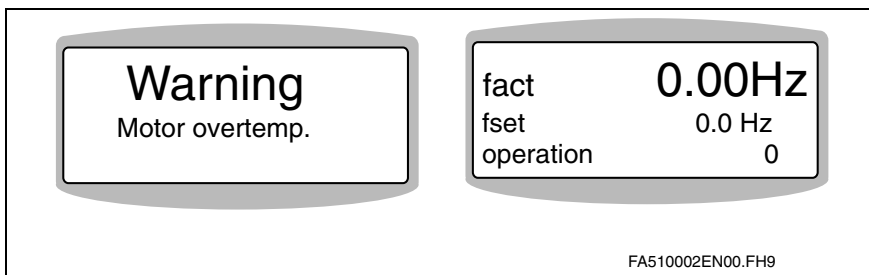 Warning
Motor overtemp.
fact 0.00Hz
fset 0.0 Hz
operation 0
FA510002EN00.FH9